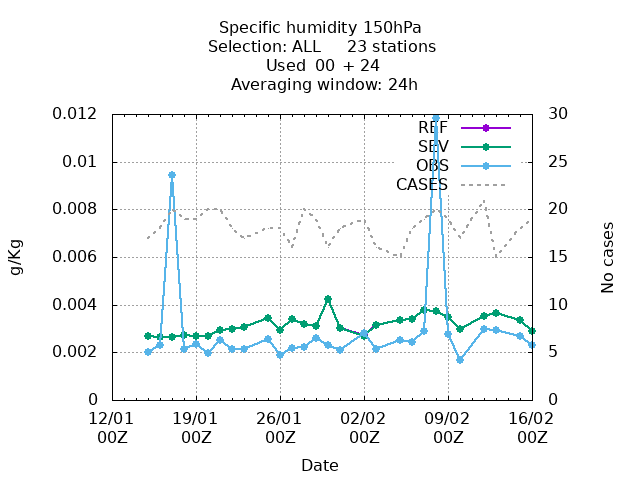 Specific humidity 150hPa
Selection: ALL 23 stations
Used 00 + 24
Averaging window: 24h
0.012 30
REF
SEV
OBS
CASES
0.01 25
0.008 20
0.006 15
0.004 10
0.002 5
0 0
g/Kg
No cases
12/01 19/01 26/01 02/02 09/02 16/02
00Z 00Z 00Z 00Z 00Z 00Z
Date